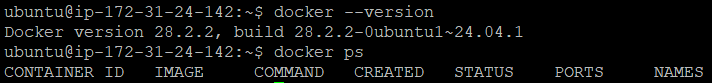 ubuntu@ip-172-31-24-142:~$ docker --version
Docker version 28.2.2, build 28.2.2-0ubuntu1~24.04.1
ubuntu@ip-172-31-24-142:~$ docker ps
CONTAINER ID   IMAGE     COMMAND   CREATED   STATUS    PORTS     NAMES